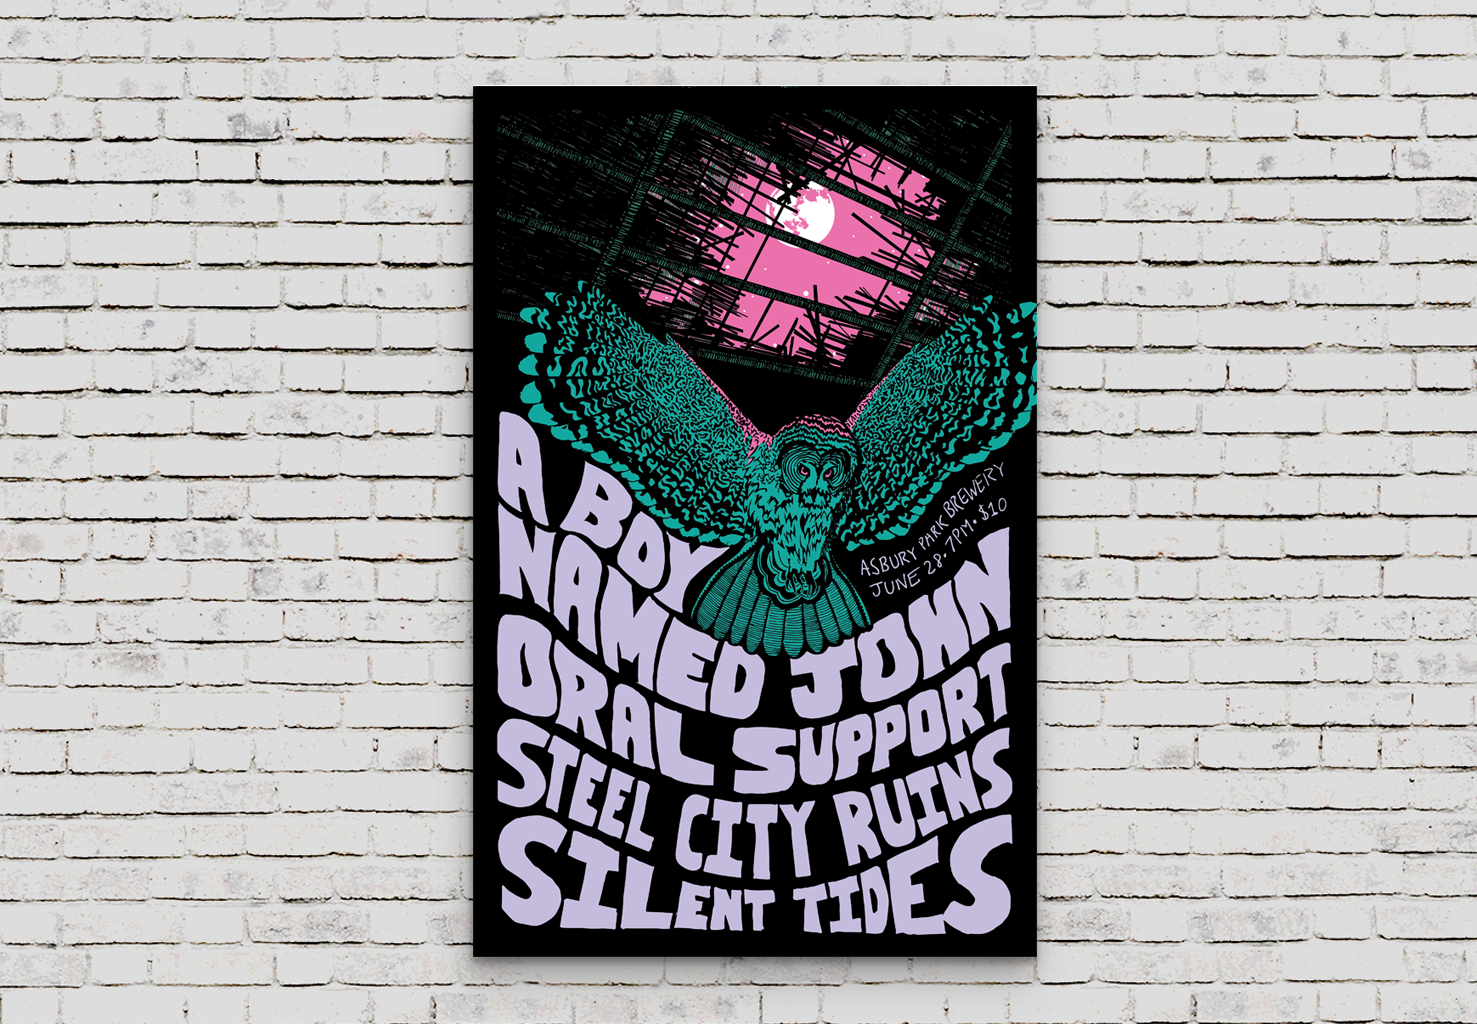 ASBURY PARK BREWERY
JUNE 28 • 7PM • $10
A BOY
NAMED JOHN
ORAL SUPPORT
STEEL CITY RUINS
SILENT TIDES